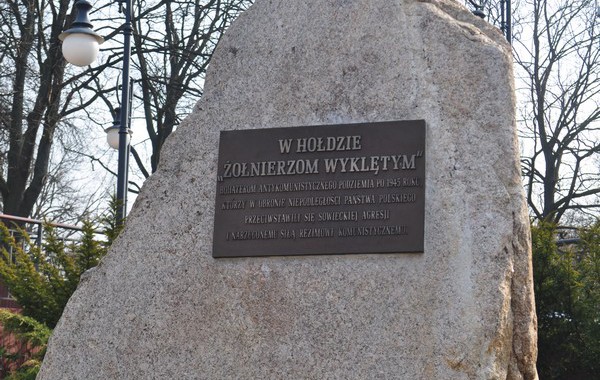 W HOŁDZIE
„ŻOŁNIERZOM WYKLĘTYM”
BOHATEROM ANTYKOMUNISTYCZNEGO PODZIEMIA PO 1945 ROKU,
KTÓRZY W OBRONIE NIEPODLEGŁOŚCI PAŃSTWA POLSKIEGO
PRZECIWSTAWILI SIĘ SOWIECKIEJ AGRESJI
I NARZUCONEMU SIŁĄ REŻIMOWI KOMUNISTYCZNEMU